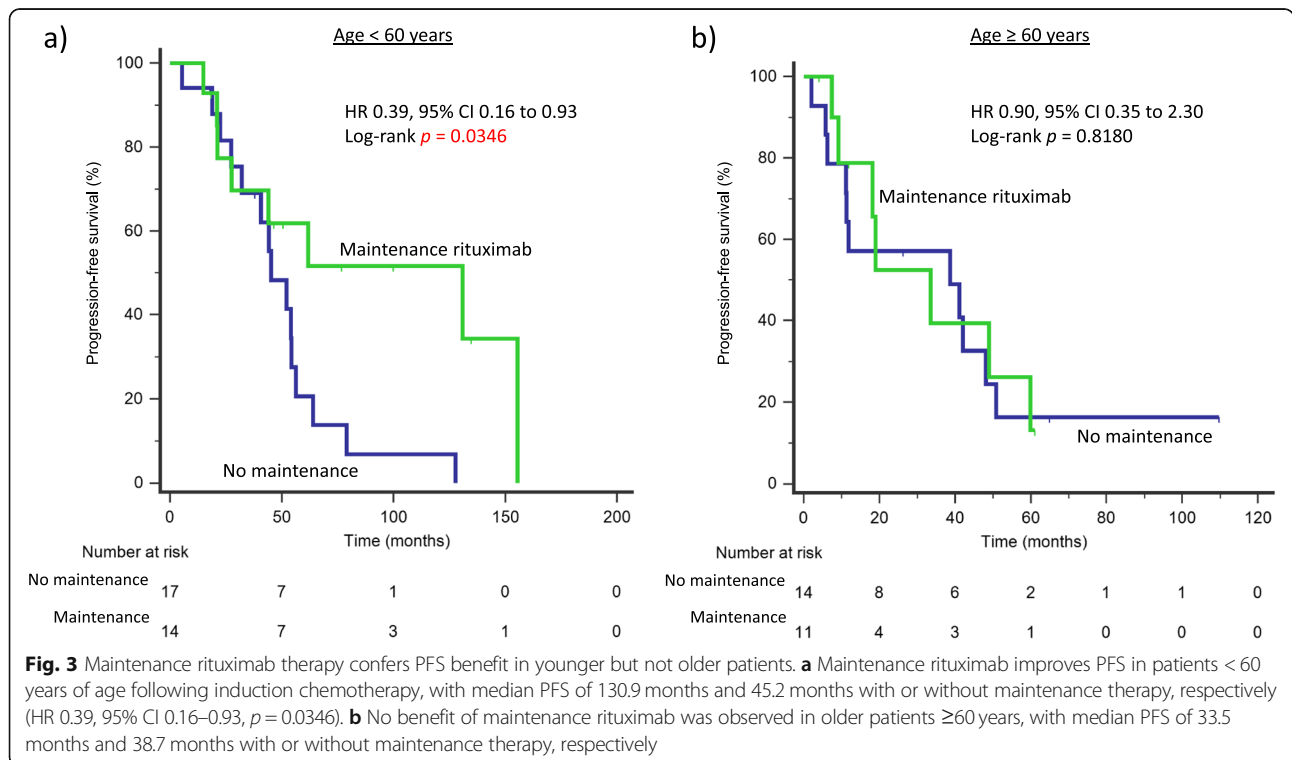 a)
Age < 60 years
HR 0.39, 95% CI 0.16 to 0.93
Log-rank p = 0.0346
Progression-free survival (%)
100
80
60
40
20
0
Maintenance rituximab
No maintenance
0 50 100 150 200
Time (months)
Number at risk
No maintenance 17 7 1 0 0
Maintenance 14 7 3 1 0
b)
Age ≥ 60 years
HR 0.90, 95% CI 0.35 to 2.30
Log-rank p = 0.8180
Progression-free survival (%)
100
80
60
40
20
0
Maintenance rituximab
No maintenance
0 20 40 60 80 100 120
Time (months)
Number at risk
No maintenance 14 8 6 2 1 1 0
Maintenance 11 4 3 1 0 0 0
Fig. 3 Maintenance rituximab therapy confers PFS benefit in younger but not older patients. a Maintenance rituximab improves PFS in patients < 60
years of age following induction chemotherapy, with median PFS of 130.9 months and 45.2 months with or without maintenance therapy, respectively
(HR 0.39, 95% CI 0.16–0.93, p = 0.0346). b No benefit of maintenance rituximab was observed in older patients ≥60 years, with median PFS of 33.5
months and 38.7 months with or without maintenance therapy, respectively